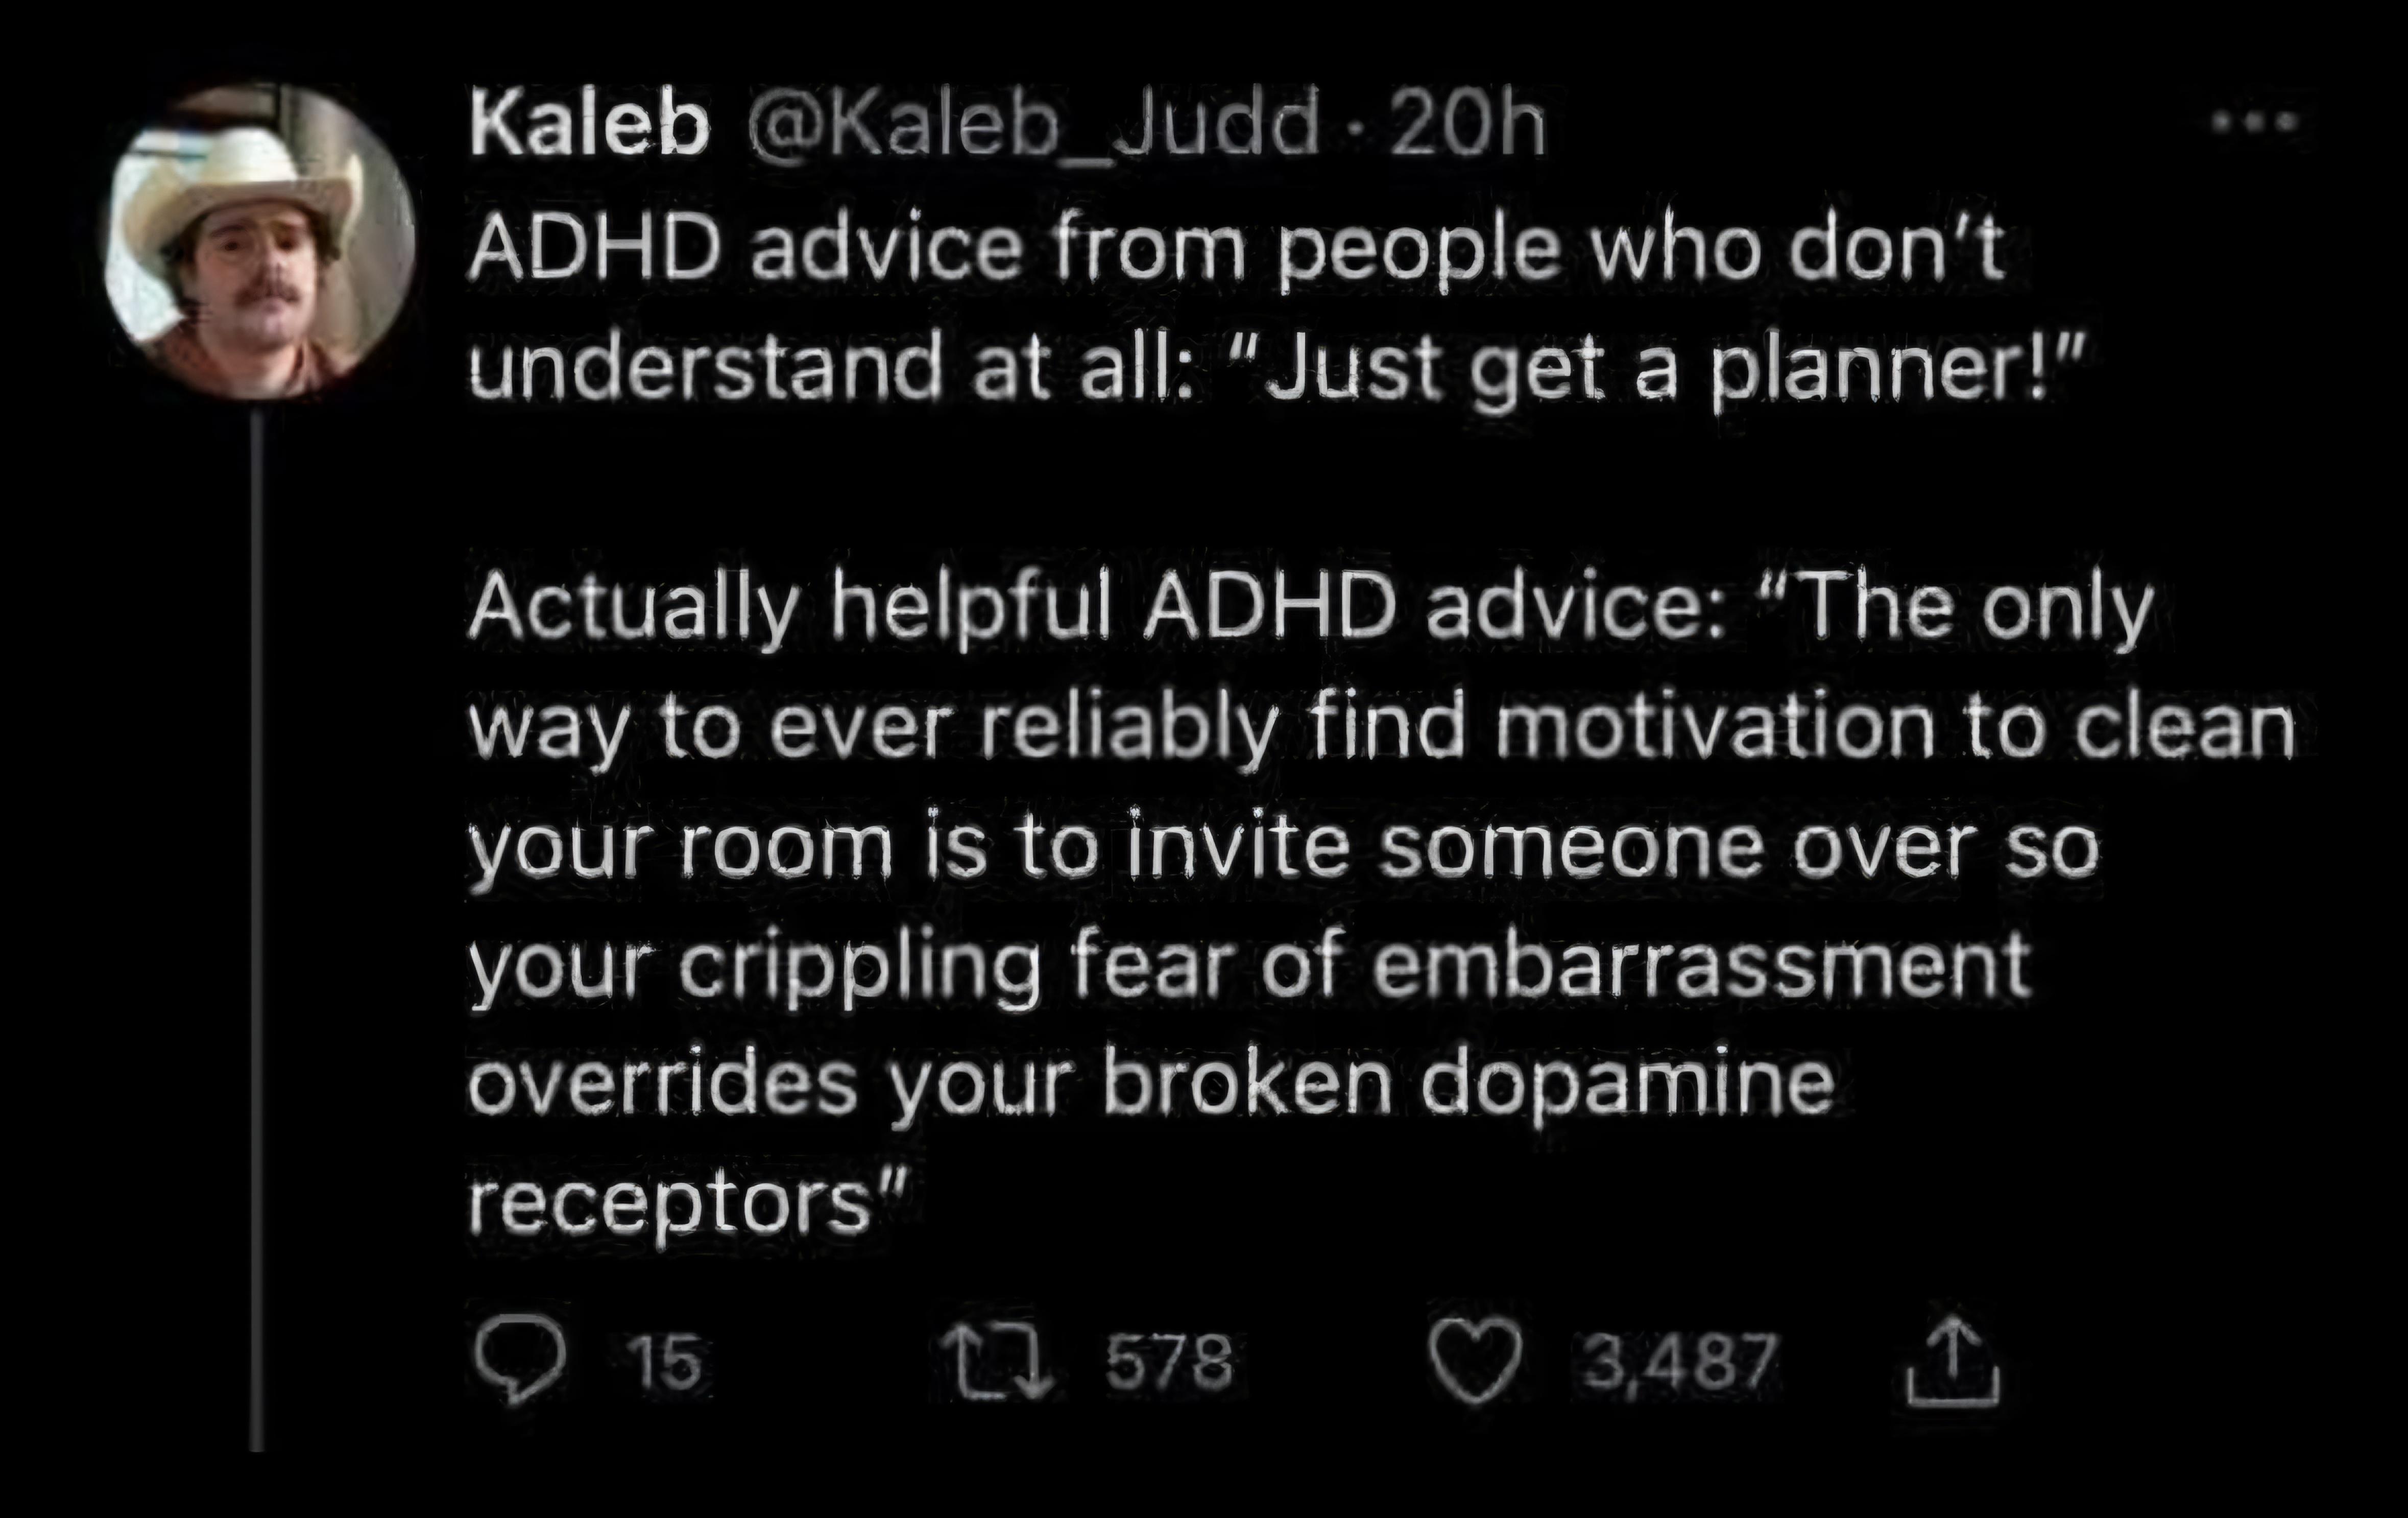 Kaleb @Kaleb_Judd · 20h
ADHD advice from people who don't
understand at all: "Just get a planner!"
Actually helpful ADHD advice: "The only
way to ever reliably find motivation to clean
your room is to invite someone over so
your crippling fear of embarrassment
overrides your broken dopamine
receptors"
15 578 3,487